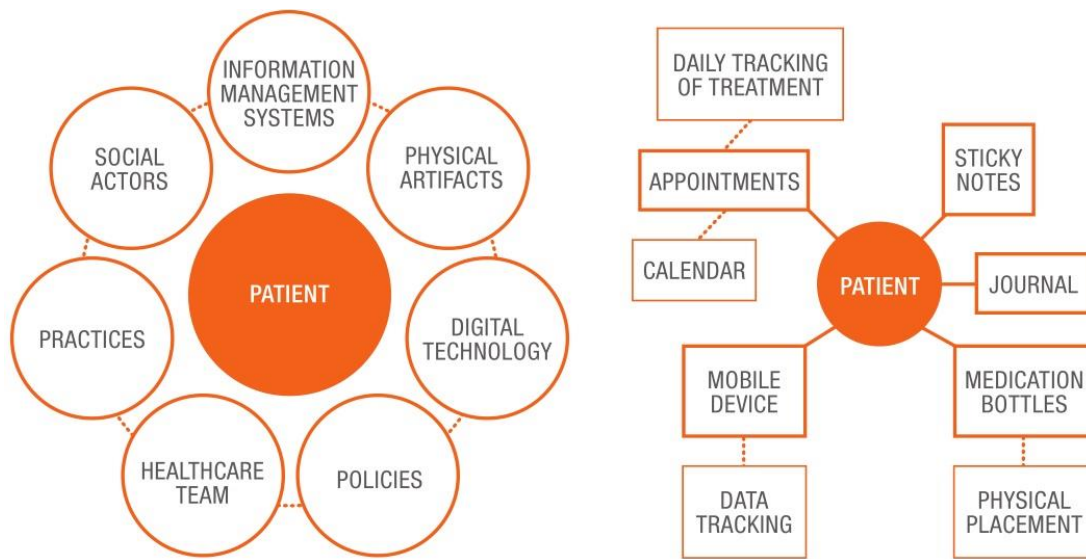 INFORMATION
MANAGEMENT
SYSTEMS
SOCIAL
ACTORS
PHYSICAL
ARTIFACTS
PATIENT
PRACTICES
DIGITAL
TECHNOLOGY
HEALTHCARE
TEAM
POLICIES
DAILY TRACKING
OF TREATMENT
APPOINTMENTS
STICKY
NOTES
CALENDAR
PATIENT
JOURNAL
MOBILE
DEVICE
MEDICATION
BOTTLES
DATA
TRACKING
PHYSICAL
PLACEMENT